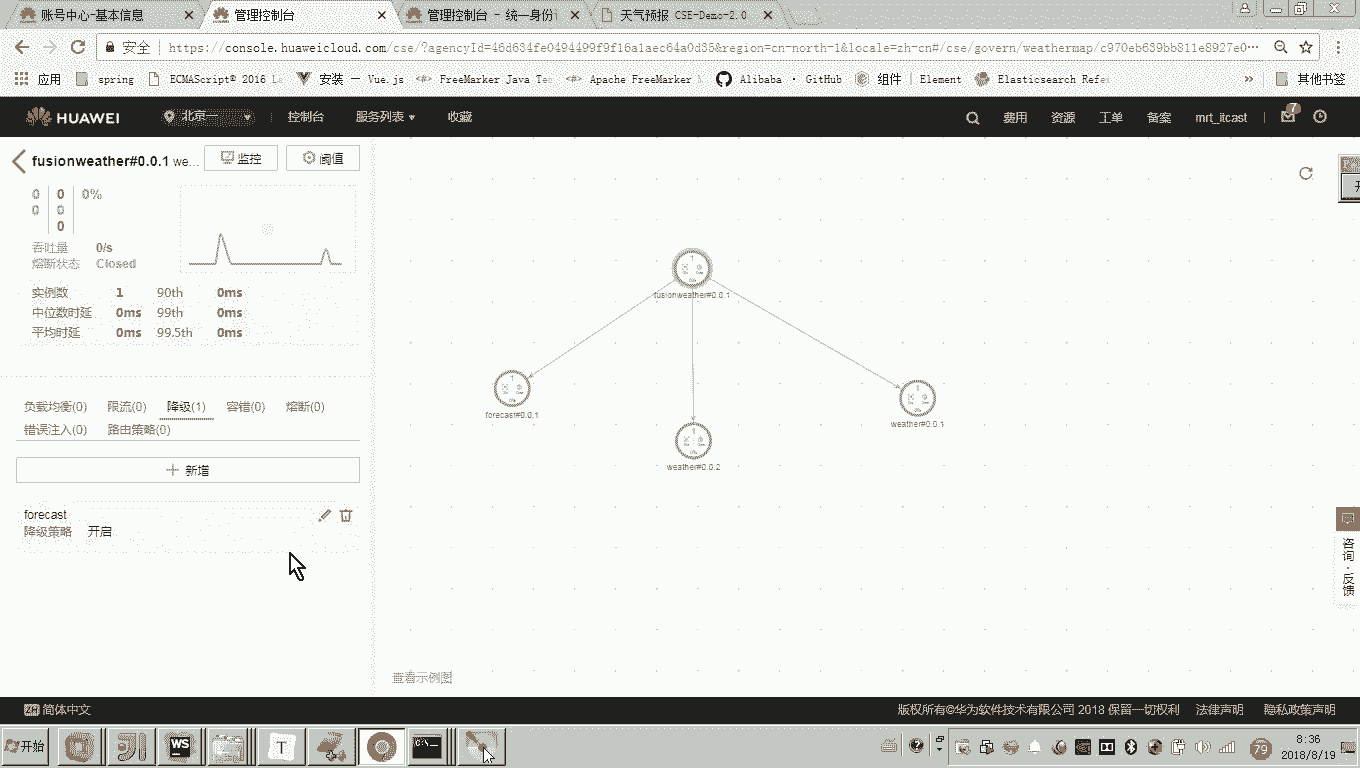 账号中心-基本信息
管理控制台
管理控制台 - 统一身份
天气预报 CSE-Demo-2.0
安全
https://console.huaweicloud.com/cse/?agencyId=46d634fe0494499f9f16a1aec64a0d35&region=cn-north-1&locale=zh-cn#/cse/govern/weathermap/c970eb639bb811e8927e0…
应用
spring
ECMAScript® 2016 La
安装 — Vue.js
FreeMarker Java Tem
Apache FreeMarker
Alibaba · GitHub
组件 | Element
Elasticsearch Refe
»
其他书签
HUAWEI
北京一
控制台
服务列表
收藏
费用
资源
工单
备案
mrt_itcast
7
fusionweather#0.0.1 we...
监控
阈值
0 0 0%
0 0
0
吞吐量 0/s
熔断状态 Closed
实例数 1 90th 0ms
中位数时延 0ms 99th 0ms
平均时延 0ms 99.5th 0ms
负载均衡(0) 限流(0) 降级(1) 容错(0) 熔断(0)
错误注入(0) 路由策略(0)
新增
forecast
降级策略 开启
fusionweather#0.0.1
forecast#0.0.1
weather#0.0.2
weather#0.0.1
查看示例图
咨询·反馈
简体中文
版权所有©华为软件技术有限公司 2018 保留一切权利 法律声明 隐私政策声明
开始
79
8:36
2018/8/19